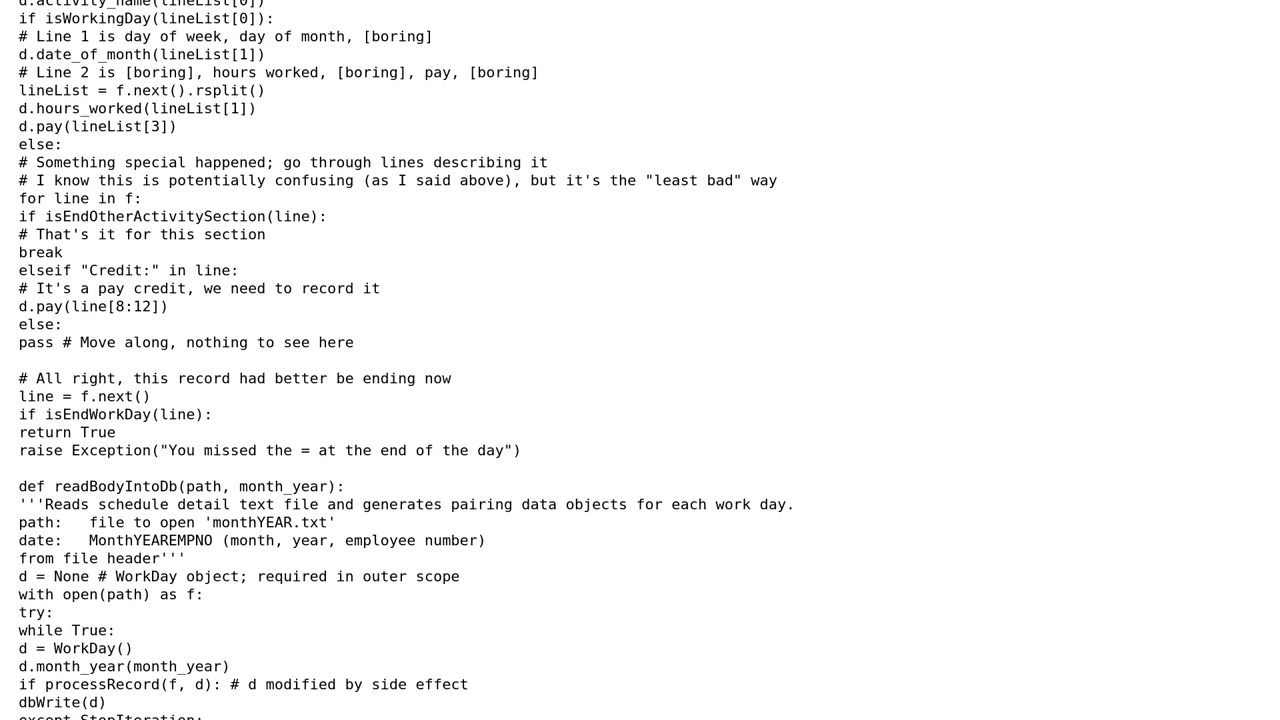 d.activity_name(lineList[0])
if isWorkingDay(lineList[0]):
# Line 1 is day of week, day of month, [boring]
d.date_of_month(lineList[1])
# Line 2 is [boring], hours worked, [boring], pay, [boring]
lineList = f.next().rsplit()
d.hours_worked(lineList[1])
d.pay(lineList[3])
else:
# Something special happened; go through lines describing it
# I know this is potentially confusing (as I said above), but it's the "least bad" way
for line in f:
if isEndOtherActivitySection(line):
# That's it for this section
break
elseif "Credit:" in line:
# It's a pay credit, we need to record it
d.pay(line[8:12])
else:
pass # Move along, nothing to see here

# All right, this record had better be ending now
line = f.next()
if isEndWorkDay(line):
return True
raise Exception("You missed the = at the end of the day")

def readBodyIntoDb(path, month_year):
'''Reads schedule detail text file and generates pairing data objects for each work day.
path:   file to open 'monthYEAR.txt'
date:   MonthYEAREMPNO (month, year, employee number)
from file header'''
d = None # WorkDay object; required in outer scope
with open(path) as f:
try:
while True:
d = WorkDay()
d.month_year(month_year)
if processRecord(f, d): # d modified by side effect
dbWrite(d)
except StopIteration: